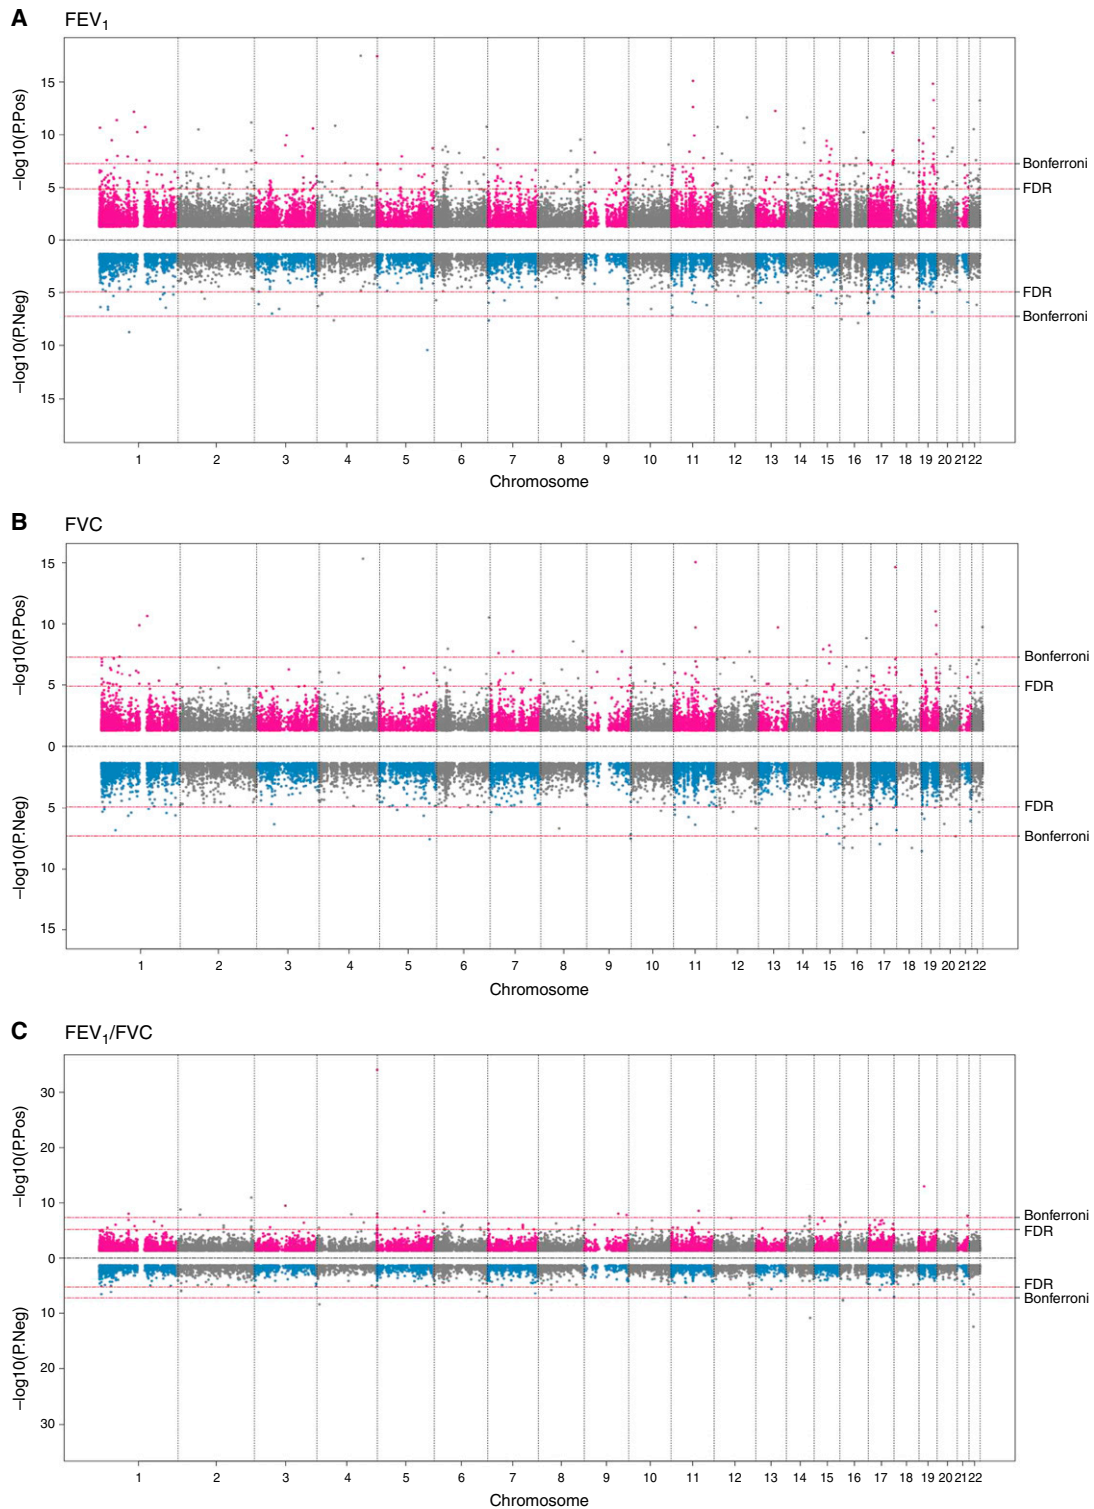 A FEV1
−log10(P.Pos)
15
10
5
0
Bonferroni
FDR
−log10(P.Neg)
5
10
15
FDR
Bonferroni
1 2 3 4 5 6 7 8 9 10 11 12 13 14 15 16 17 18 19 20 21 22
Chromosome
B FVC
−log10(P.Pos)
15
10
5
0
Bonferroni
FDR
−log10(P.Neg)
5
10
15
FDR
Bonferroni
1 2 3 4 5 6 7 8 9 10 11 12 13 14 15 16 17 18 19 20 21 22
Chromosome
C FEV1/FVC
−log10(P.Pos)
30
20
10
0
Bonferroni
FDR
−log10(P.Neg)
10
20
30
FDR
Bonferroni
1 2 3 4 5 6 7 8 9 10 11 12 13 14 15 16 17 18 19 20 21 22
Chromosome